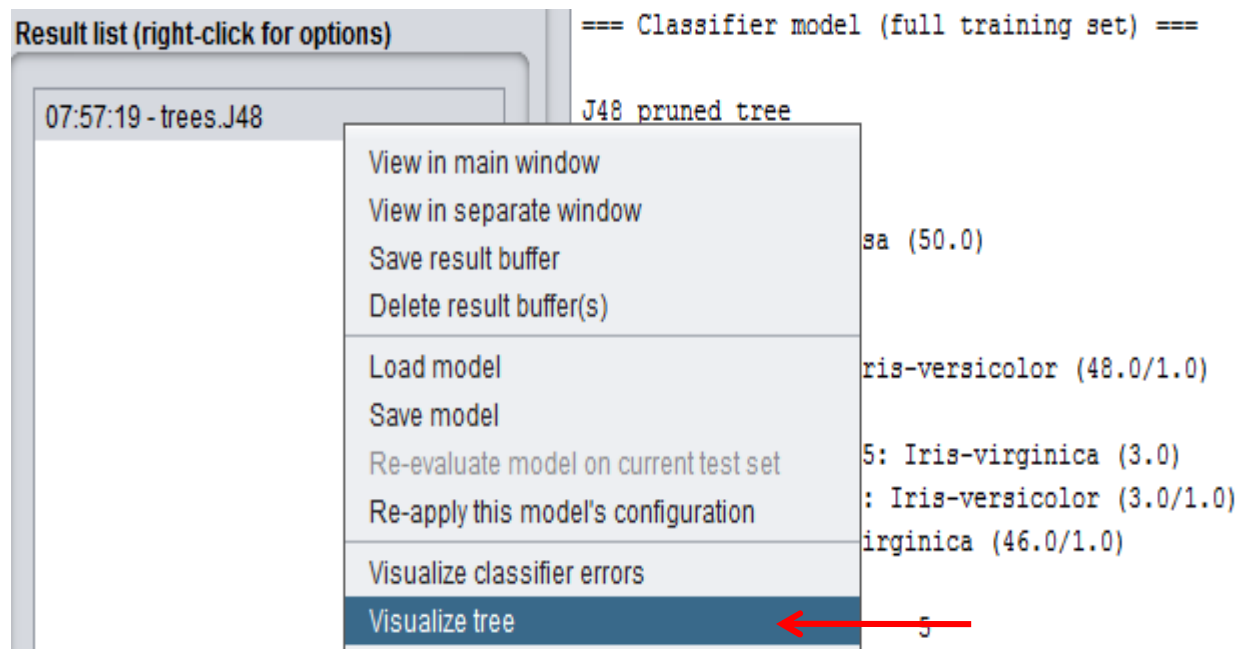 Result list (right-click for options)
07:57:19 - trees.J48
View in main window
View in separate window
Save result buffer
Delete result buffer(s)
Load model
Save model
Re-evaluate model on current test set
Re-apply this model's configuration
Visualize classifier errors
Visualize tree
=== Classifier model (full training set) ===
J48 pruned tree
sa (50.0)
ris-versicolor (48.0/1.0)
5: Iris-virginica (3.0)
: Iris-versicolor (3.0/1.0)
irginica (46.0/1.0)
5